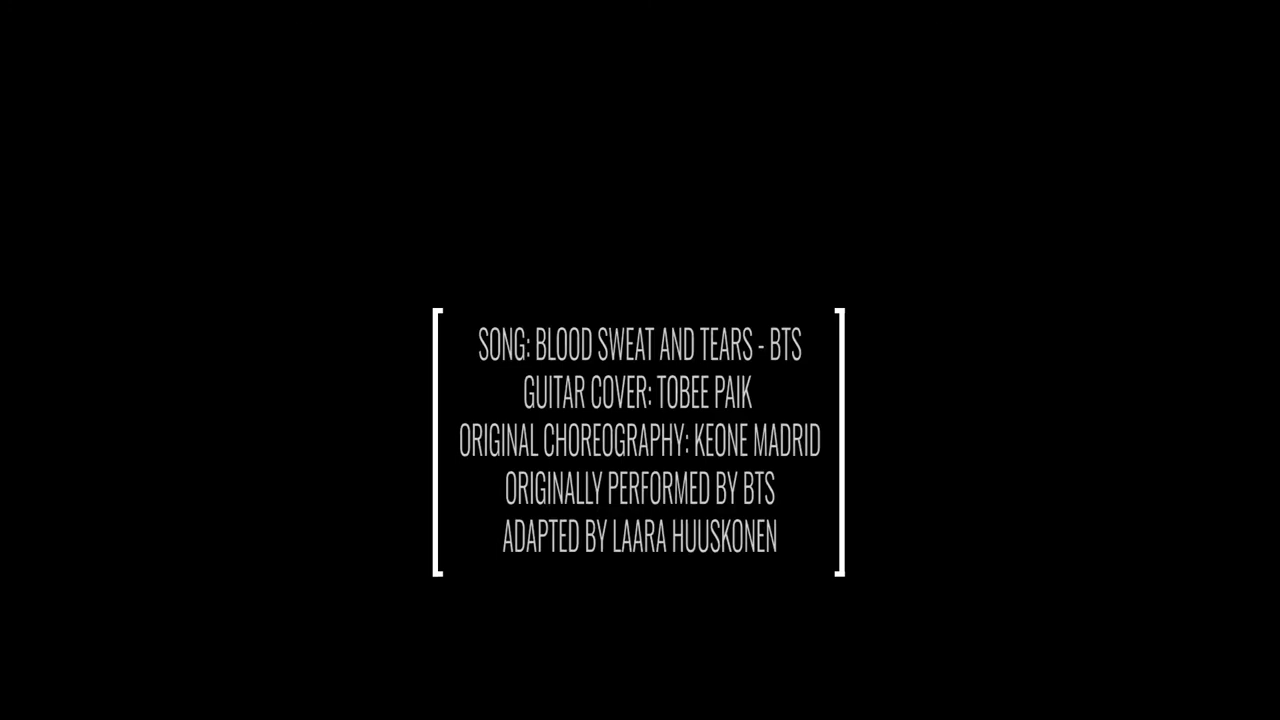 SONG: BLOOD SWEAT AND TEARS - BTS
GUITAR COVER: TOBEE PAIK
ORIGINAL CHOREOGRAPHY: KEONE MADRID
ORIGINALLY PERFORMED BY BTS
ADAPTED BY LAARA HUUSKONEN